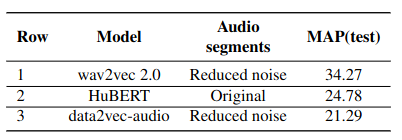 Row Model Audio segments MAP(test)
1 wav2vec 2.0 Reduced noise 34.27
2 HuBERT Original 24.78
3 data2vec-audio Reduced noise 21.29